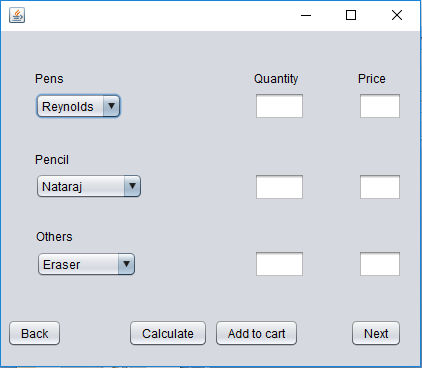 Pens Quantity Price
Reynolds
Pencil
Nataraj
Others
Eraser
Back Calculate Add to cart Next